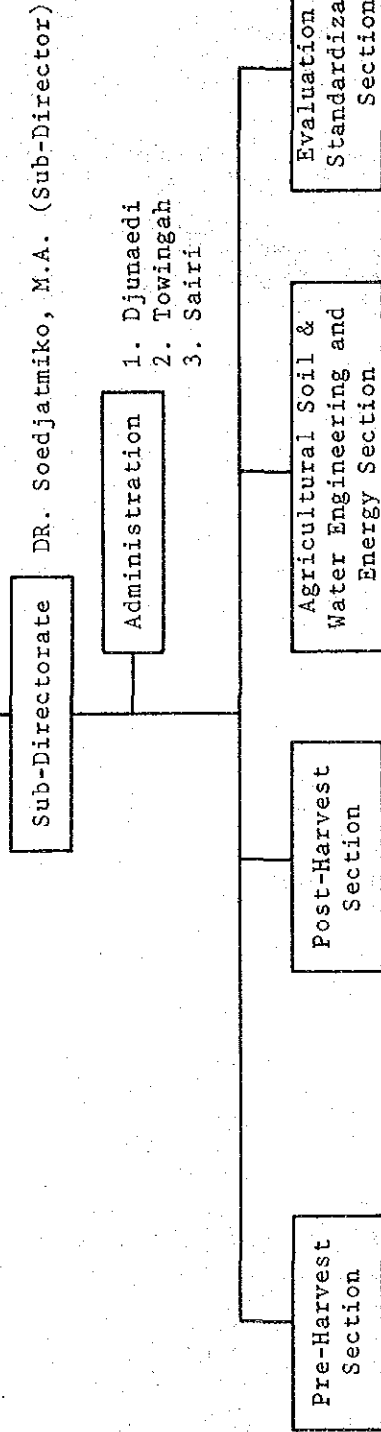 Sub-Directorate DR. Soedjatmiko, M.A. (Sub-Director)
Administration
1. Djunaedi
2. Towingah
3. Sairi
Pre-Harvest
Section
Post-Harvest
Section
Agricultural Soil &
Water Engineering and
Energy Section
Evaluation
Standardiza
Section